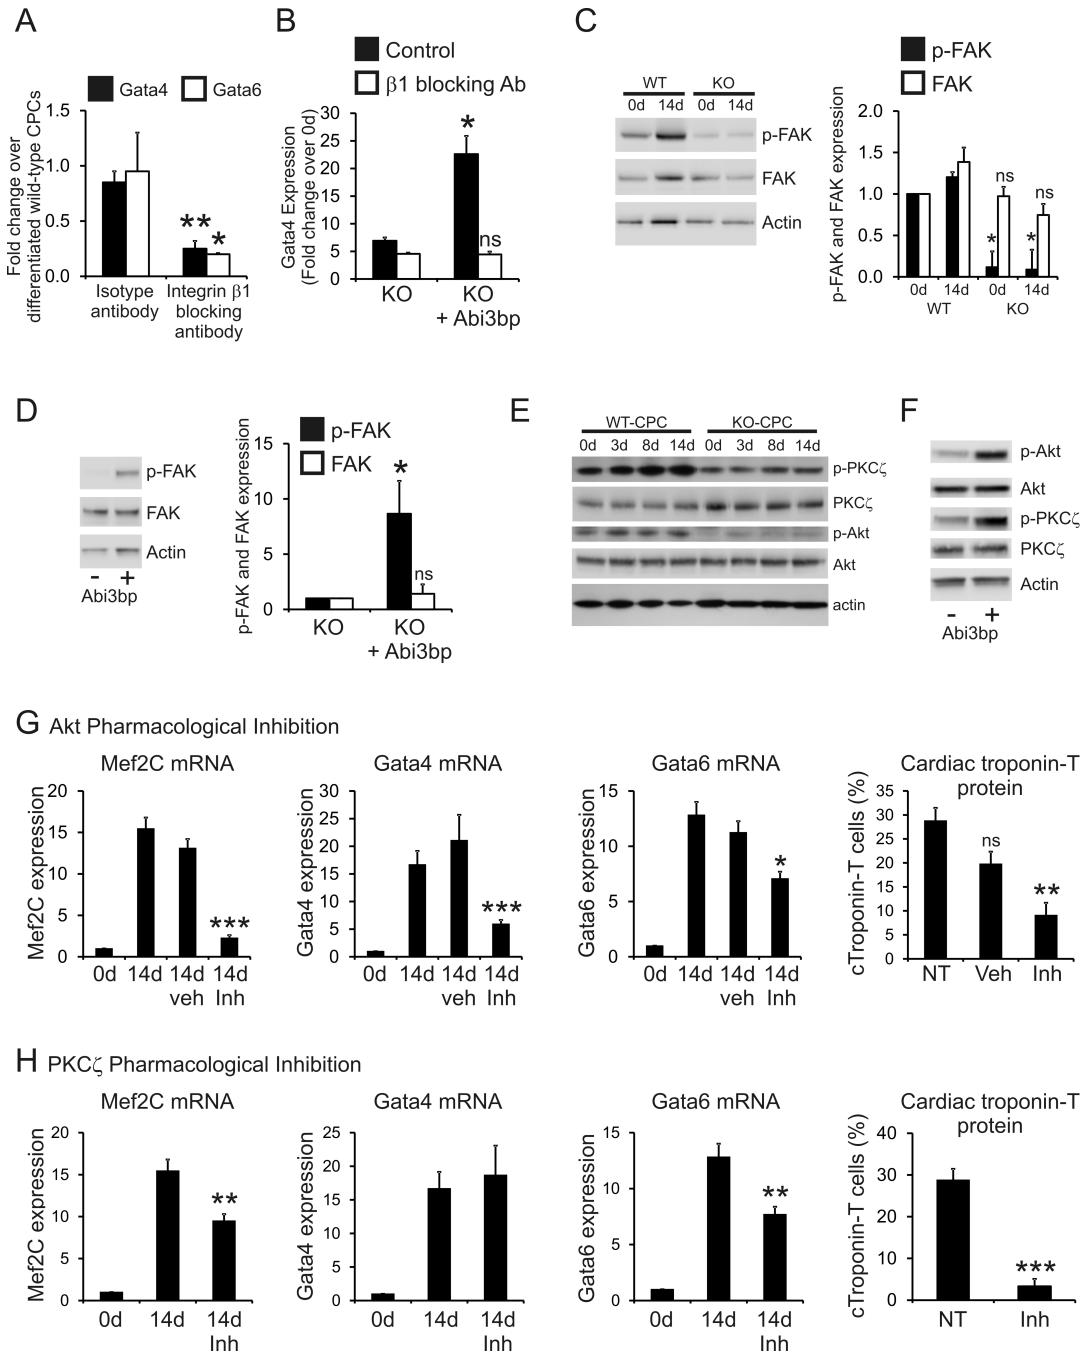 A
Gata4
Gata6
Fold change over
differentiated wild-type CPCs
1.5
1.0
0.5
0.0
**
*
Isotype
antibody
Integrin β1
blocking
antibody
B
Control
β1 blocking Ab
Gata4 Expression
(Fold change over 0d)
30
25
20
15
10
5
0
*
ns
KO
KO
+ Abi3bp
C
WT
KO
0d 14d 0d 14d
p-FAK
FAK
Actin
p-FAK
FAK
p-FAK and FAK expression
2.0
1.5
1.0
0.5
0.0
*
ns
*
ns
0d 14d 0d 14d
WT KO
D
p-FAK
FAK
Actin
- +
Abi3bp
p-FAK
FAK
p-FAK and FAK expression
15
10
5
0
*
ns
KO
KO
+ Abi3bp
E
WT-CPC KO-CPC
0d 3d 8d 14d 0d 3d 8d 14d
p-PKCζ
PKCζ
p-Akt
Akt
actin
F
p-Akt
Akt
p-PKCζ
PKCζ
Actin
- +
Abi3bp
G Akt Pharmacological Inhibition
Mef2C mRNA
Mef2C expression
20
15
10
5
0
***
0d 14d 14d 14d
veh Inh
Gata4 mRNA
Gata4 expression
30
25
20
15
10
5
0
***
0d 14d 14d 14d
veh Inh
Gata6 mRNA
Gata6 expression
15
10
5
0
*
0d 14d 14d 14d
veh Inh
Cardiac troponin-T
protein
cTroponin-T cells (%)
35
30
25
20
15
10
5
0
ns
**
NT Veh Inh
H PKCζ Pharmacological Inhibition
Mef2C mRNA
Mef2C expression
20
15
10
5
0
**
0d 14d 14d
Inh
Gata4 mRNA
Gata4 expression
25
20
15
10
5
0
0d 14d 14d
Inh
Gata6 mRNA
Gata6 expression
15
10
5
0
**
0d 14d 14d
Inh
Cardiac troponin-T
protein
cTroponin-T cells (%)
40
30
20
10
0
***
NT Inh